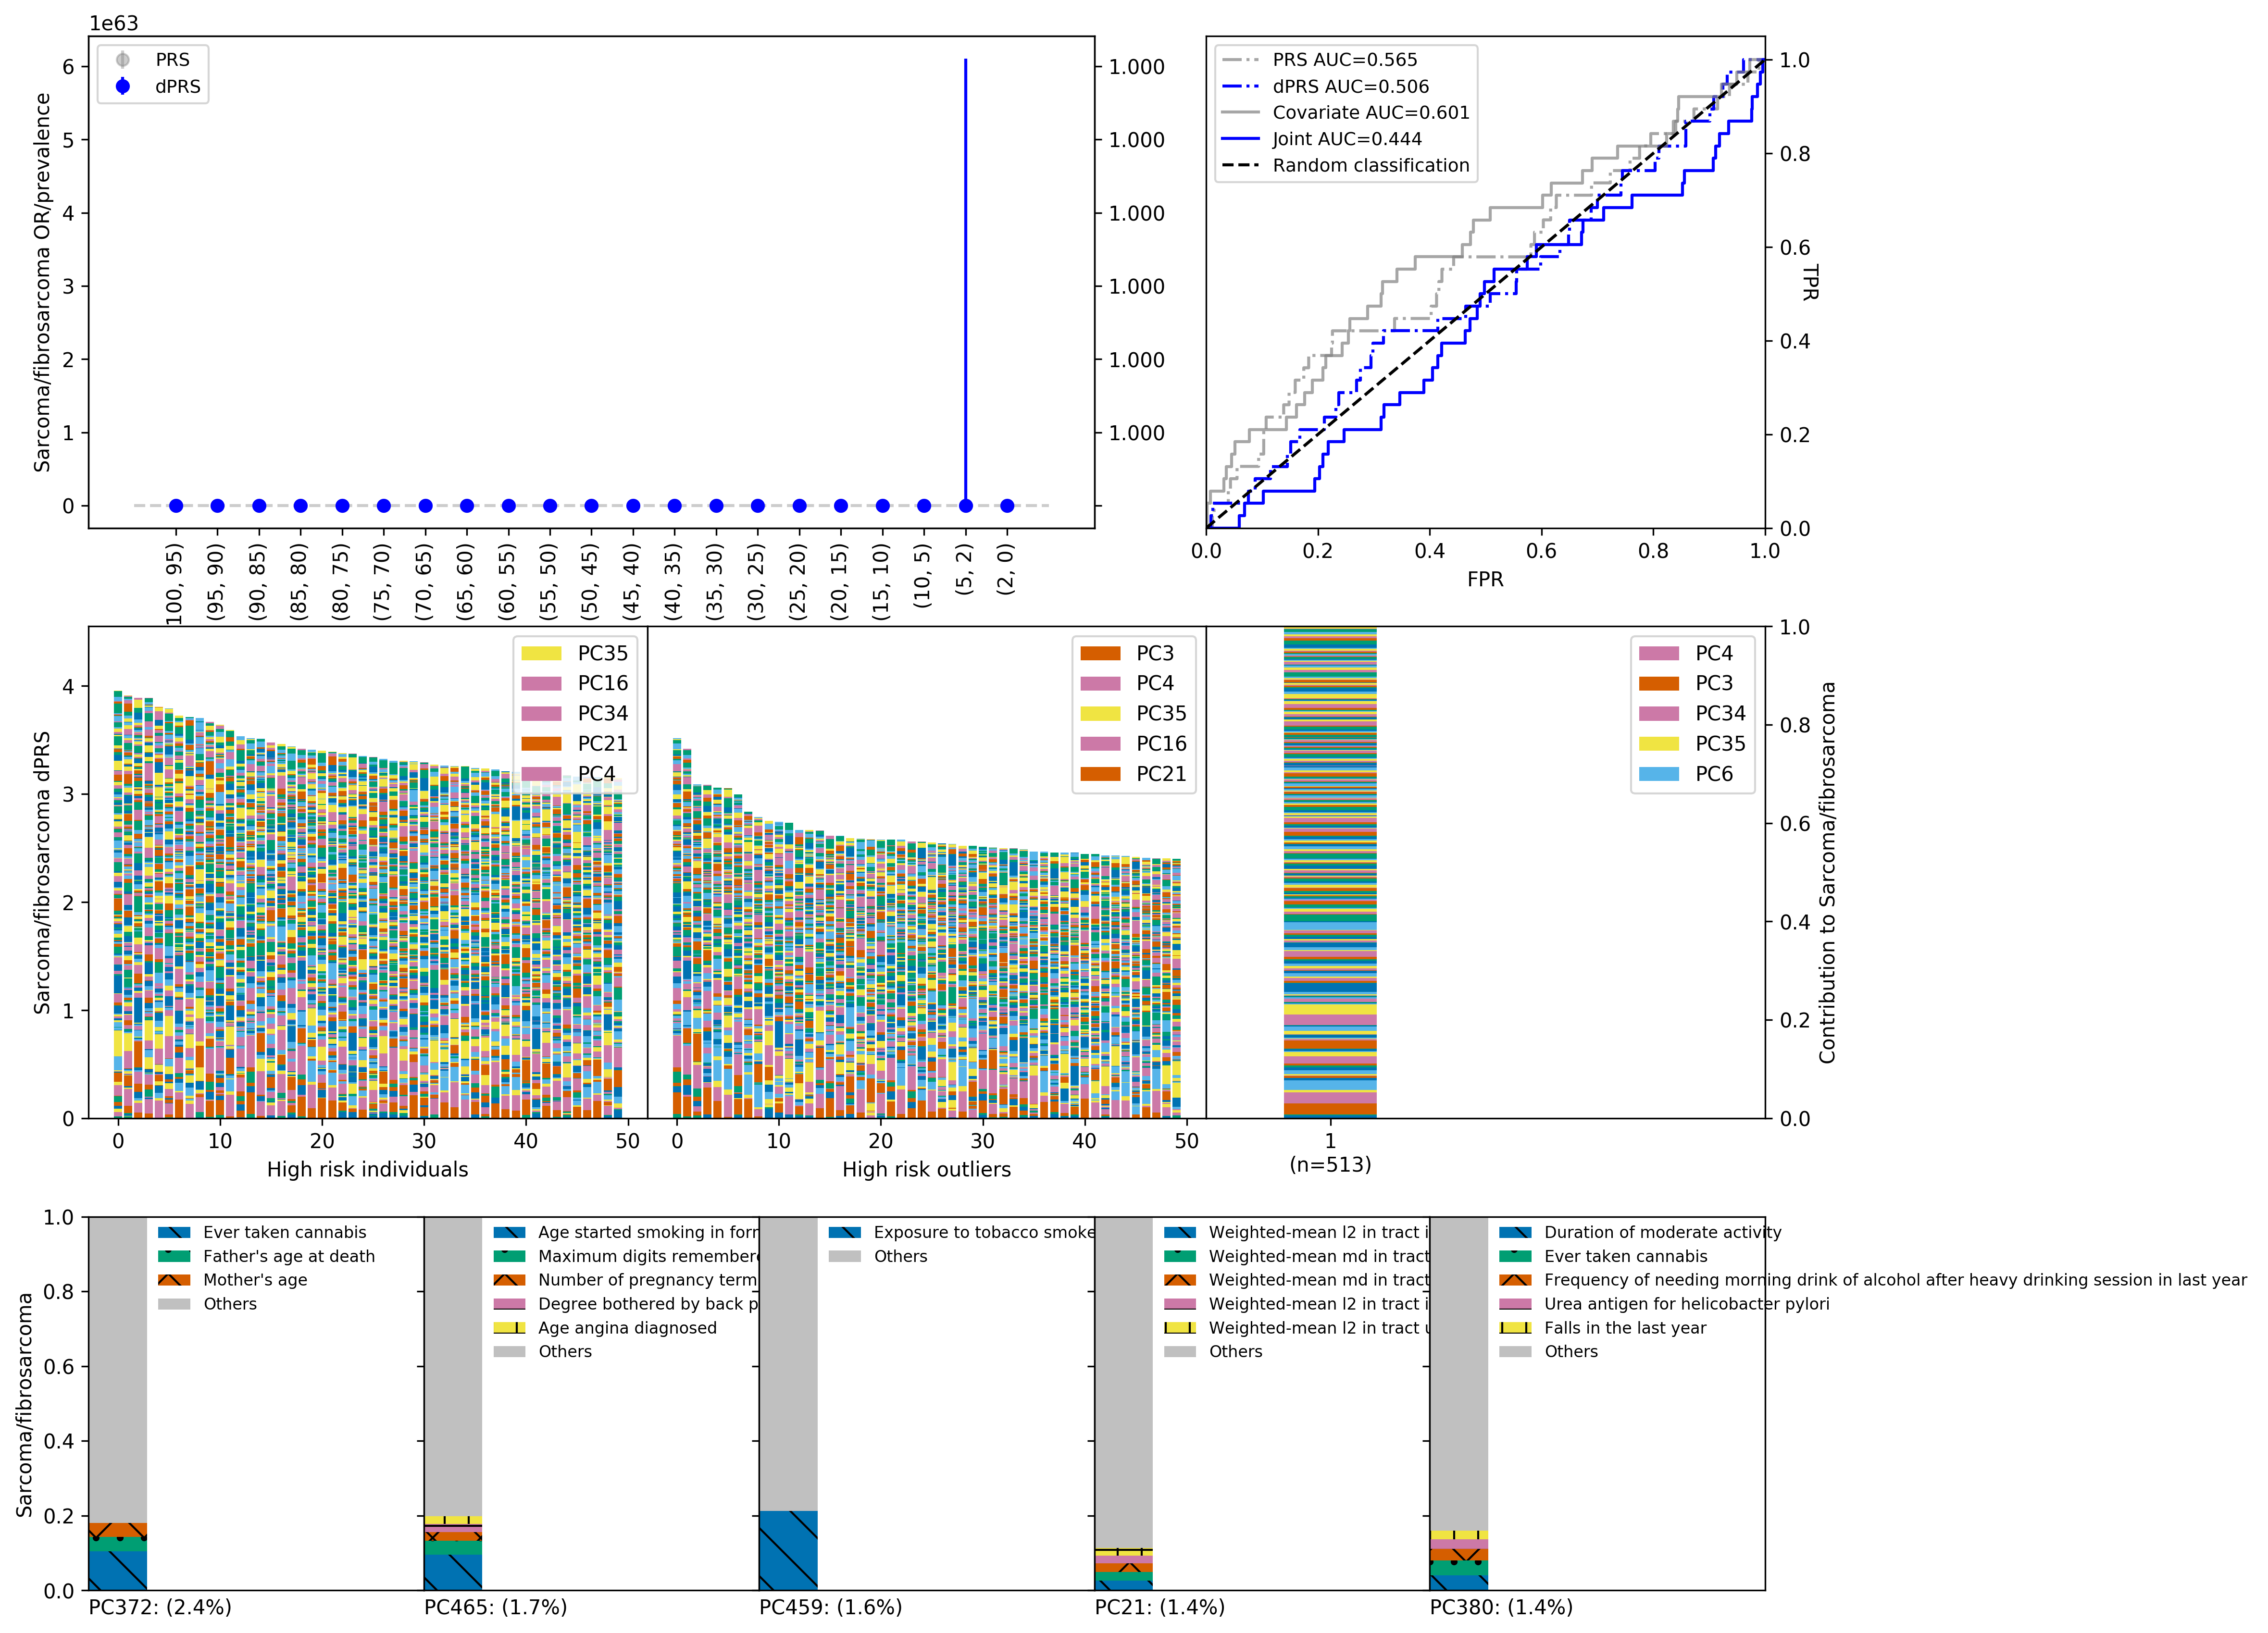 1e63
PRS
dPRS
Sarcoma/fibrosarcoma OR/prevalence
6
5
4
3
2
1
0
1.000
1.000
1.000
1.000
1.000
1.000
100, 95)
(95, 90)
(90, 85)
(85, 80)
(80, 75)
(75, 70)
(70, 65)
(65, 60)
(60, 55)
(55, 50)
(50, 45)
(45, 40)
(40, 35)
(35, 30)
(30, 25)
(25, 20)
(20, 15)
(15, 10)
(10, 5)
(5, 2)
(2, 0)
PRS AUC=0.565
dPRS AUC=0.506
Covariate AUC=0.601
Joint AUC=0.444
Random classification
1.0
0.8
0.6
0.4
0.2
0.0
TPR
0.0 0.2 0.4 0.6 0.8 1.0
FPR
Sarcoma/fibrosarcoma dPRS
4
3
2
1
0
PC35
PC16
PC34
PC21
PC4
0 10 20 30 40 50
High risk individuals
PC3
PC4
PC35
PC16
PC21
0 10 20 30 40 50
High risk outliers
PC4
PC3
PC34
PC35
PC6
1
(n=513)
1.0
0.8
0.6
0.4
0.2
0.0
Contribution to Sarcoma/fibrosarcoma
Sarcoma/fibrosarcoma
1.0
0.8
0.6
0.4
0.2
0.0
Ever taken cannabis
Father's age at death
Mother's age
Others
PC372: (2.4%)
Age started smoking in for
Maximum digits remember
Number of pregnancy term
Degree bothered by back p
Age angina diagnosed
Others
PC465: (1.7%)
Exposure to tobacco smoke
Others
PC459: (1.6%)
Weighted-mean l2 in tract i
Weighted-mean md in tract
Weighted-mean md in tract
Weighted-mean l2 in tract i
Weighted-mean l2 in tract u
Others
PC21: (1.4%)
Duration of moderate activity
Ever taken cannabis
Frequency of needing morning drink of alcohol after heavy drinking session in last year
Urea antigen for helicobacter pylori
Falls in the last year
Others
PC380: (1.4%)